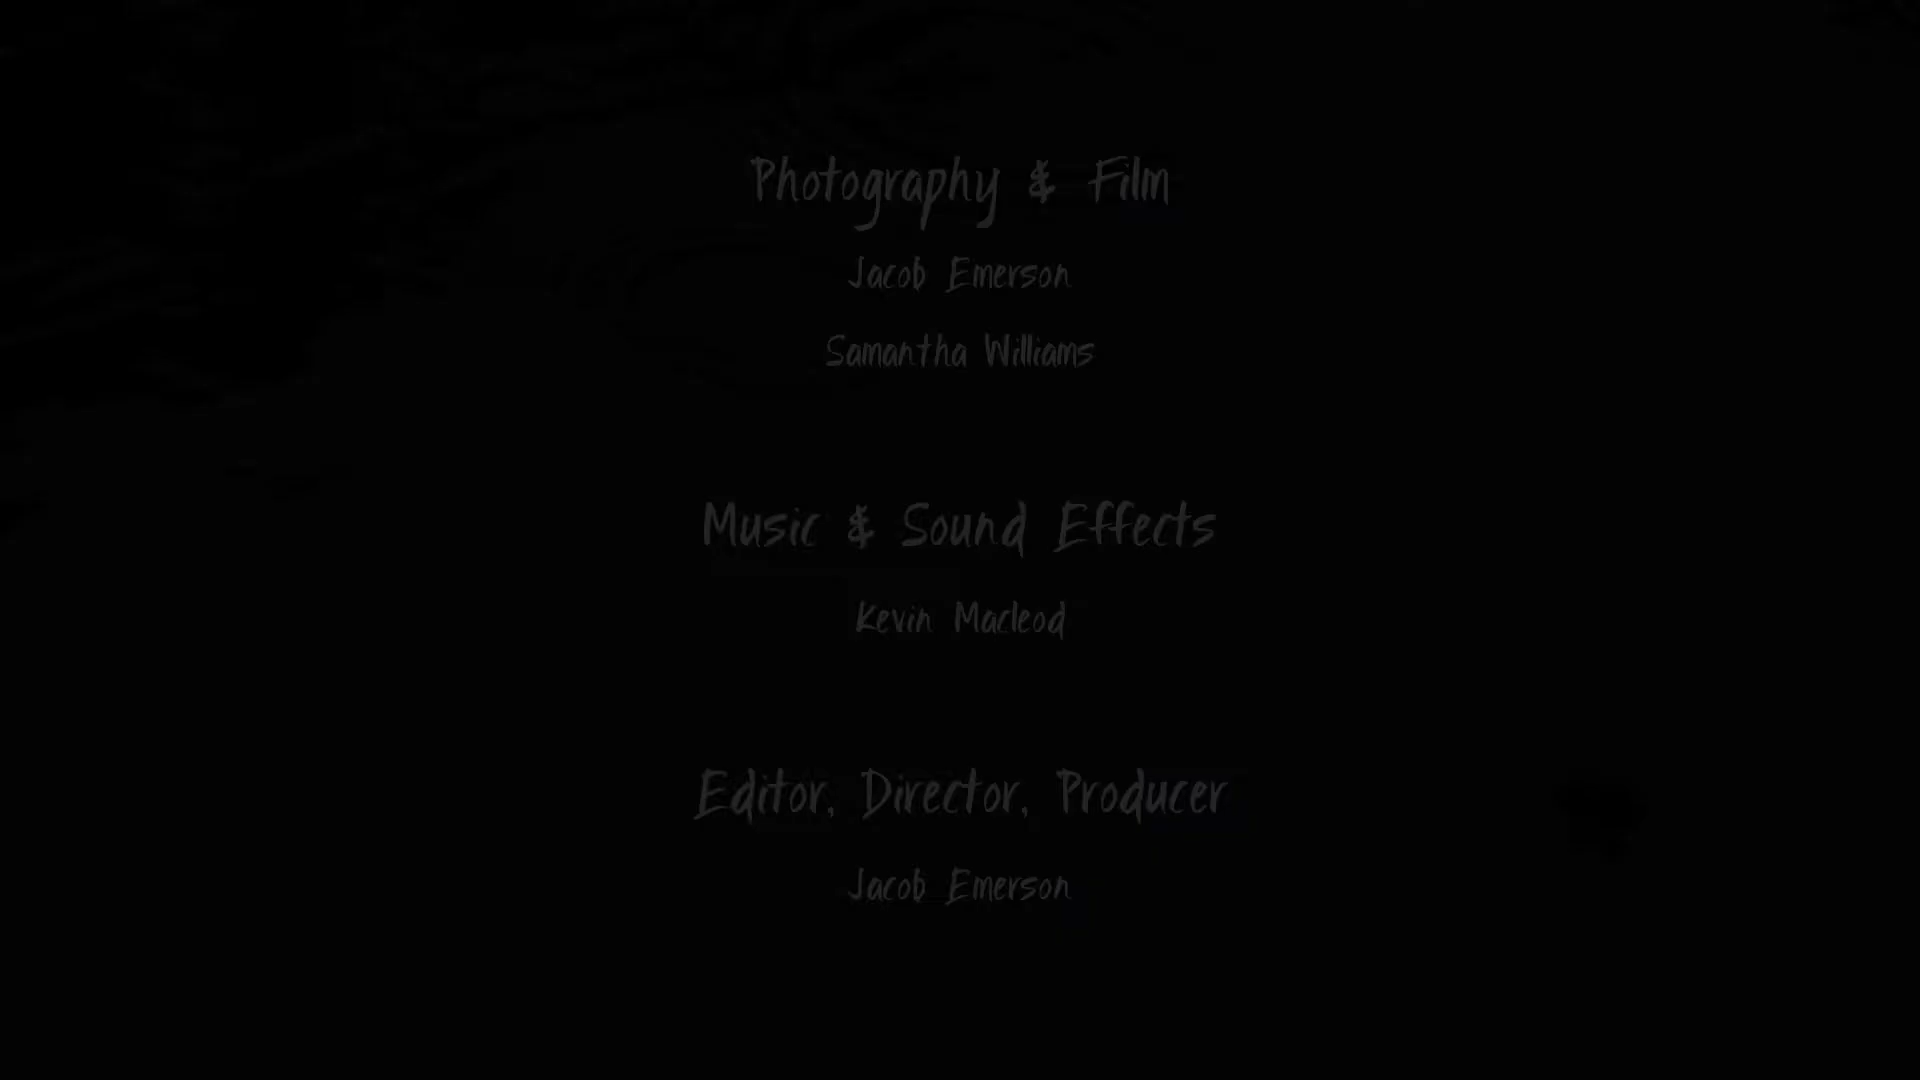 Photography & Film
Jacob Emerson
Samantha Williams
Music & Sound Effects
Kevin Macleod
Editor, Director, Producer
Jacob Emerson